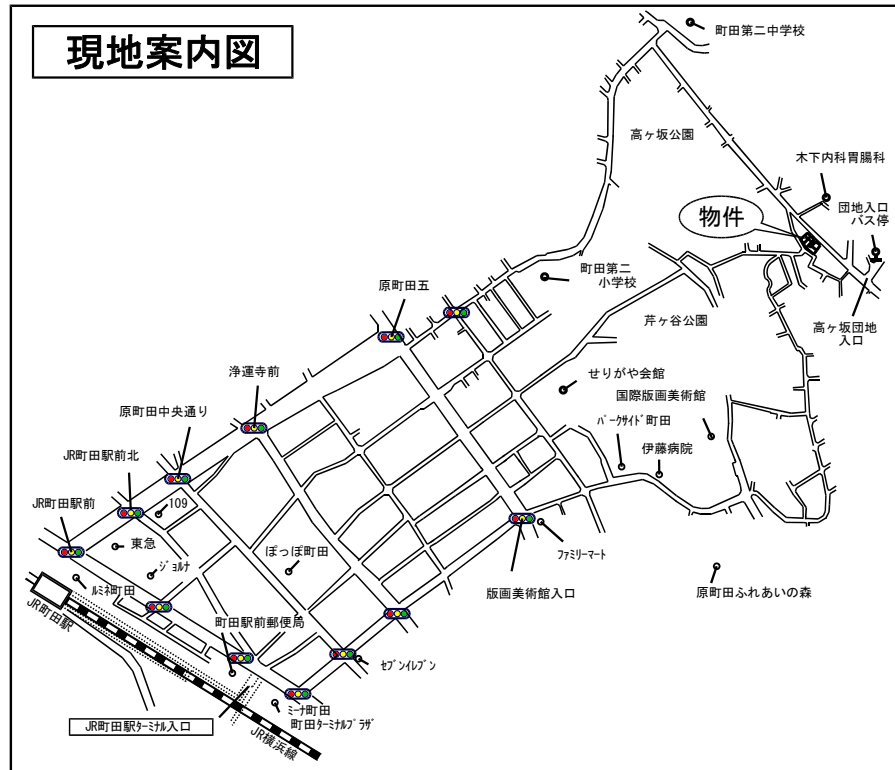 現地案内図
町田第二中学校
高ヶ坂公園
木下内科胃腸科
団地入口
バス停
物件
町田第二
小学校
原町田五
芹ヶ谷公園
高ヶ坂団地
入口
浄運寺前
せりがや会館
国際版画美術館
原町田中央通り
パークサイド町田
伊藤病院
JR町田駅前北
109
JR町田駅前
東急
ジョルナ
ぽっぽ町田
ファミリーマート
ルミネ町田
版画美術館入口
原町田ふれあいの森
JR町田駅
町田駅前郵便局
セブンイレブン
ミーナ町田
町田ターミナルプラザ
JR町田駅ターミナル入口
JR横浜線